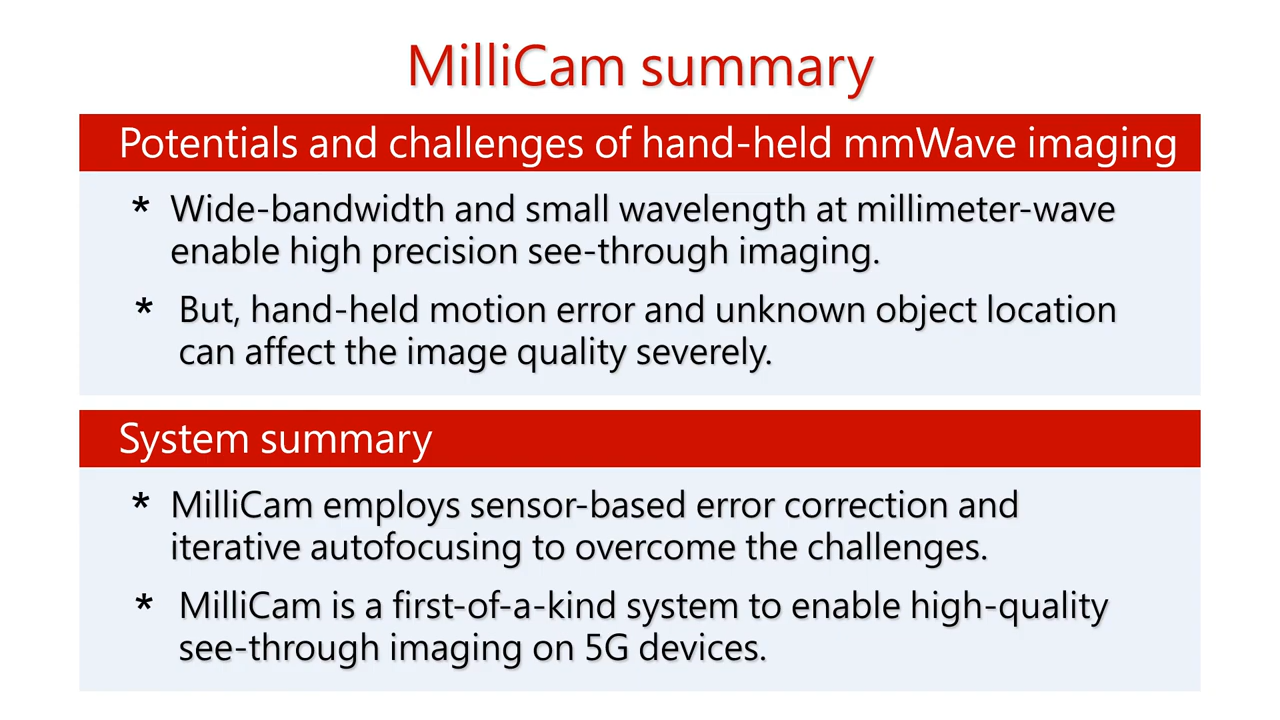 MilliCam summary
Potentials and challenges of hand-held mmWave imaging
* Wide-bandwidth and small wavelength at millimeter-wave
enable high precision see-through imaging.
* But, hand-held motion error and unknown object location
can affect the image quality severely.
System summary
* MilliCam employs sensor-based error correction and
iterative autofocusing to overcome the challenges.
* MilliCam is a first-of-a-kind system to enable high-quality
see-through imaging on 5G devices.